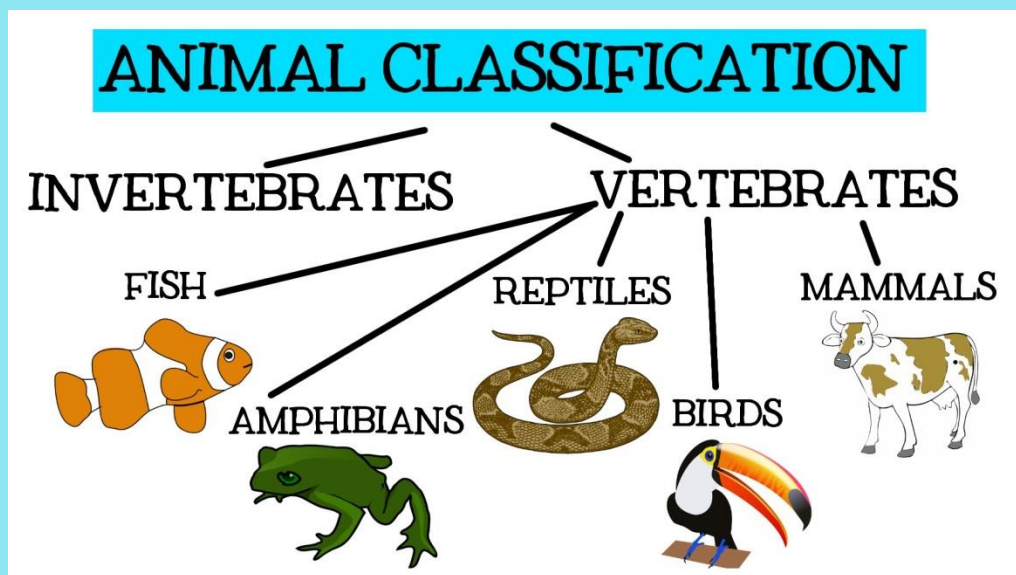 ANIMAL CLASSIFICATION
INVERTEBRATES
VERTEBRATES
FISH
REPTILES
MAMMALS
AMPHIBIANS
BIRDS